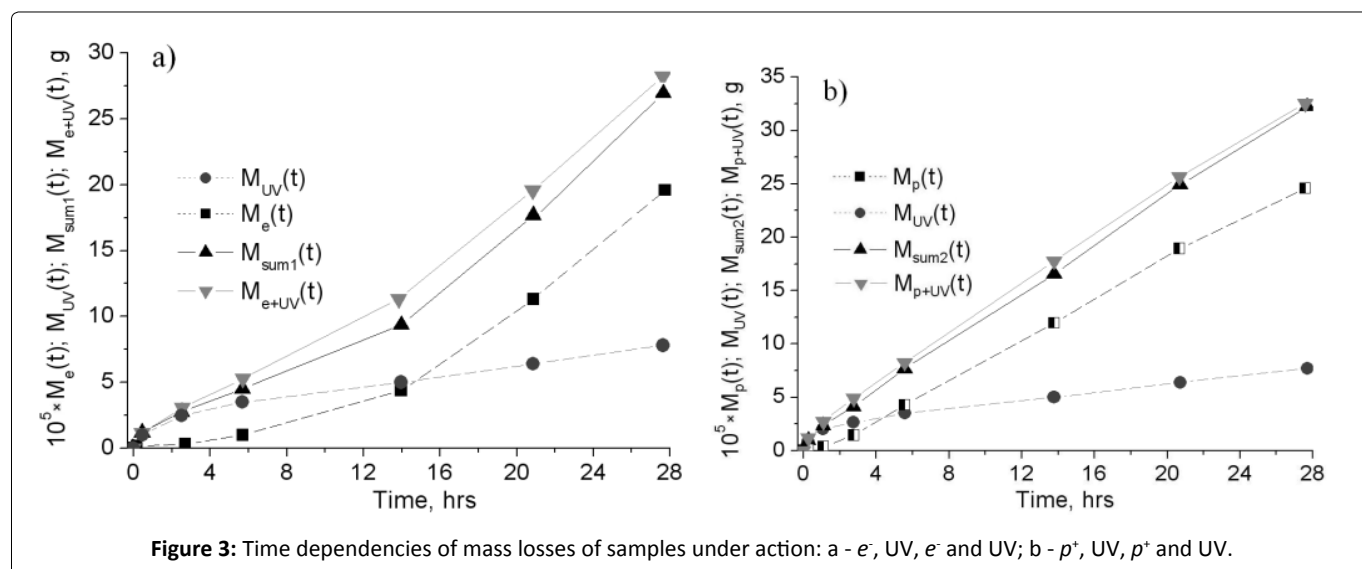 a)
10⁵×Mₑ(t); M_UV(t); M_sum1(t); M_e+UV(t), g
30
25
20
15
10
5
0
M_UV(t)
Mₑ(t)
M_sum1(t)
M_e+UV(t)
0 4 8 12 16 20 24 28
Time, hrs
b)
10⁵×M_p(t); M_UV(t); M_sum2(t); M_p+UV(t), g
35
30
25
20
15
10
5
0
M_p(t)
M_UV(t)
M_sum2(t)
M_p+UV(t)
0 4 8 12 16 20 24 28
Time, hrs
Figure 3: Time dependencies of mass losses of samples under action: a - e⁻, UV, e⁻ and UV; b - p⁺, UV, p⁺ and UV.